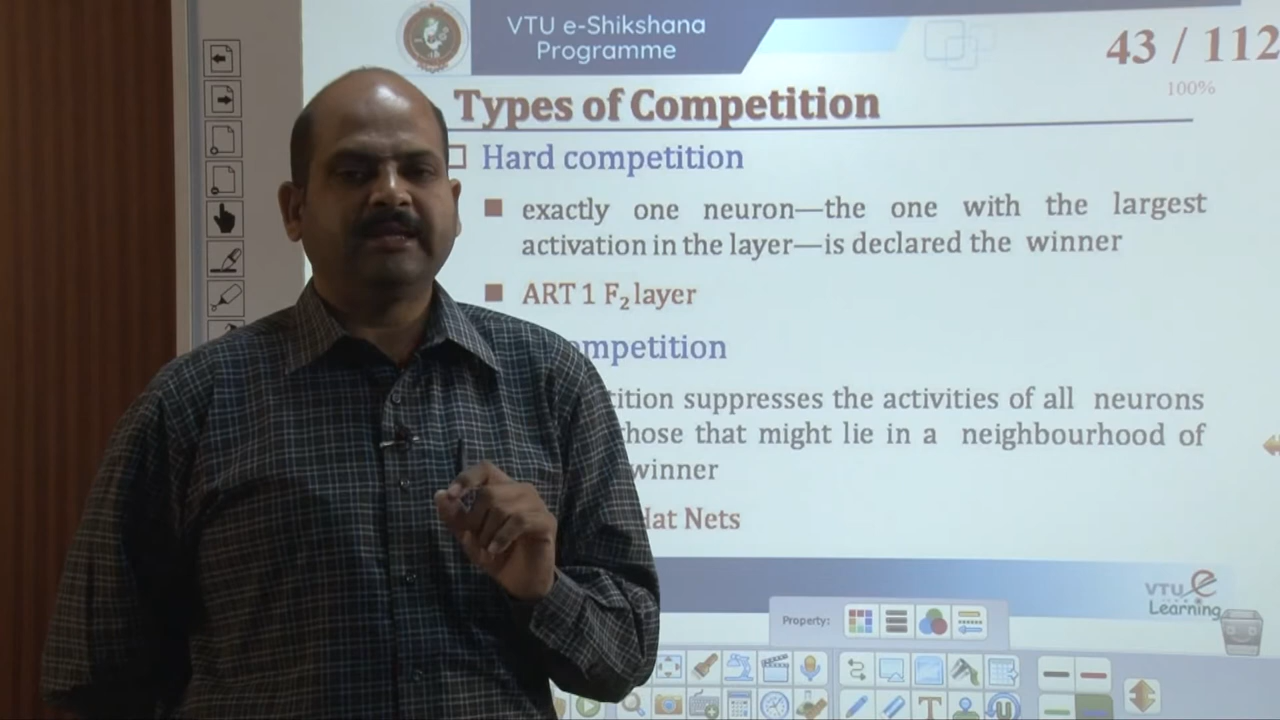 VTU e-Shikshana
Programme
43 / 112
100%
Types of Competition
Hard competition
exactly one neuron—the one with the largest
activation in the layer—is declared the winner
ART 1 F₂ layer
mpetition
tition suppresses the activities of all neurons
those that might lie in a neighbourhood of
winner
Hat Nets
VTU e
Learning
Property:
T